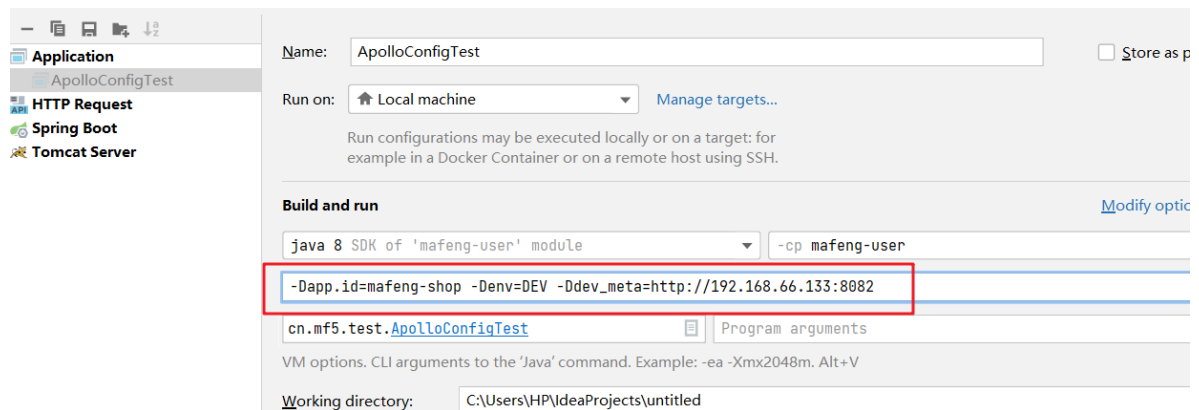 Application
ApolloConfigTest
HTTP Request
Spring Boot
Tomcat Server
Name: ApolloConfigTest Store as p
Run on: Local machine Manage targets...
Run configurations may be executed locally or on a target: for
example in a Docker Container or on a remote host using SSH.
Build and run Modify optio
java 8 SDK of 'mafeng-user' module -cp mafeng-user
-Dapp.id=mafeng-shop -Denv=DEV -Ddev_meta=http://192.168.66.133:8082
cn.mf5.test.ApolloConfigTest Program arguments
VM options. CLI arguments to the 'Java' command. Example: -ea -Xmx2048m. Alt+V
Working directory: C:\Users\HP\IdeaProjects\untitled